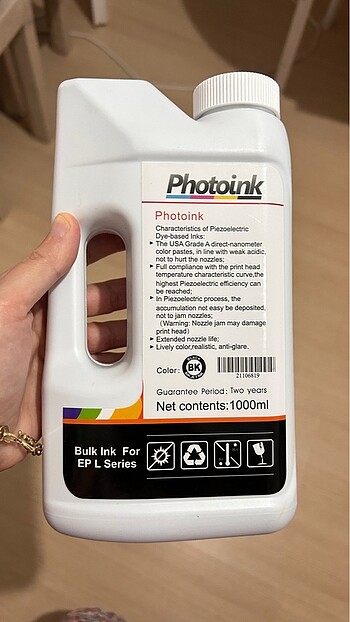 Photoink
Photoink
Characteristics of Piezoelectric
Dye-based Inks:
The USA Grade A direct-nanometer
color pastes, in line with weak acidic,
not to hurt the nozzles;
Full compliance with the print head
temperature characteristic curve,the
highest Piezoelectric efficiency can
be reached;
In Piezoelectric process, the
accumulation not easy be deposited,
not to jam nozzles;
(Warning: Nozzle jam may damage
print head)
Extended nozzle life;
Lively color,realistic, anti-glare.
Color: BK
21106819
Guarantee Period: Two years
Net contents:1000ml
Bulk Ink For
EP L Series